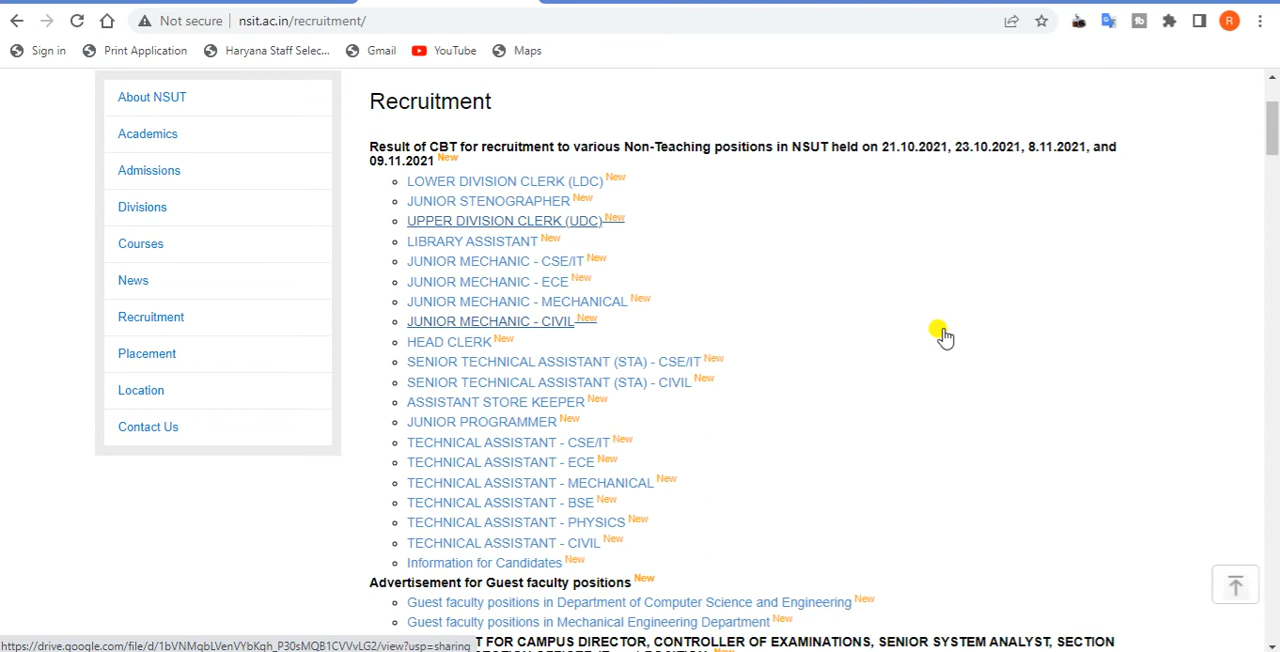 Not secure | nsit.ac.in/recruitment/
R
Sign in Print Application Haryana Staff Selec... Gmail YouTube Maps
About NSUT
Academics
Admissions
Divisions
Courses
News
Recruitment
Placement
Location
Contact Us
Recruitment
Result of CBT for recruitment to various Non-Teaching positions in NSUT held on 21.10.2021, 23.10.2021, 8.11.2021, and
09.11.2021 New
LOWER DIVISION CLERK (LDC) New
JUNIOR STENOGRAPHER New
UPPER DIVISION CLERK (UDC) New
LIBRARY ASSISTANT New
JUNIOR MECHANIC - CSE/IT New
JUNIOR MECHANIC - ECE New
JUNIOR MECHANIC - MECHANICAL New
JUNIOR MECHANIC - CIVIL New
HEAD CLERK New
SENIOR TECHNICAL ASSISTANT (STA) - CSE/IT New
SENIOR TECHNICAL ASSISTANT (STA) - CIVIL New
ASSISTANT STORE KEEPER New
JUNIOR PROGRAMMER New
TECHNICAL ASSISTANT - CSE/IT New
TECHNICAL ASSISTANT - ECE New
TECHNICAL ASSISTANT - MECHANICAL New
TECHNICAL ASSISTANT - BSE New
TECHNICAL ASSISTANT - PHYSICS New
TECHNICAL ASSISTANT - CIVIL New
Information for Candidates New
Advertisement for Guest faculty positions New
Guest faculty positions in Department of Computer Science and Engineering New
Guest faculty positions in Mechanical Engineering Department New
T FOR CAMPUS DIRECTOR, CONTROLLER OF EXAMINATIONS, SENIOR SYSTEM ANALYST, SECTION
https://drive.google.com/file/d/1bVNMqbLVenVYbKqh_P30sMQB1CVVvLG2/view?usp=sharing